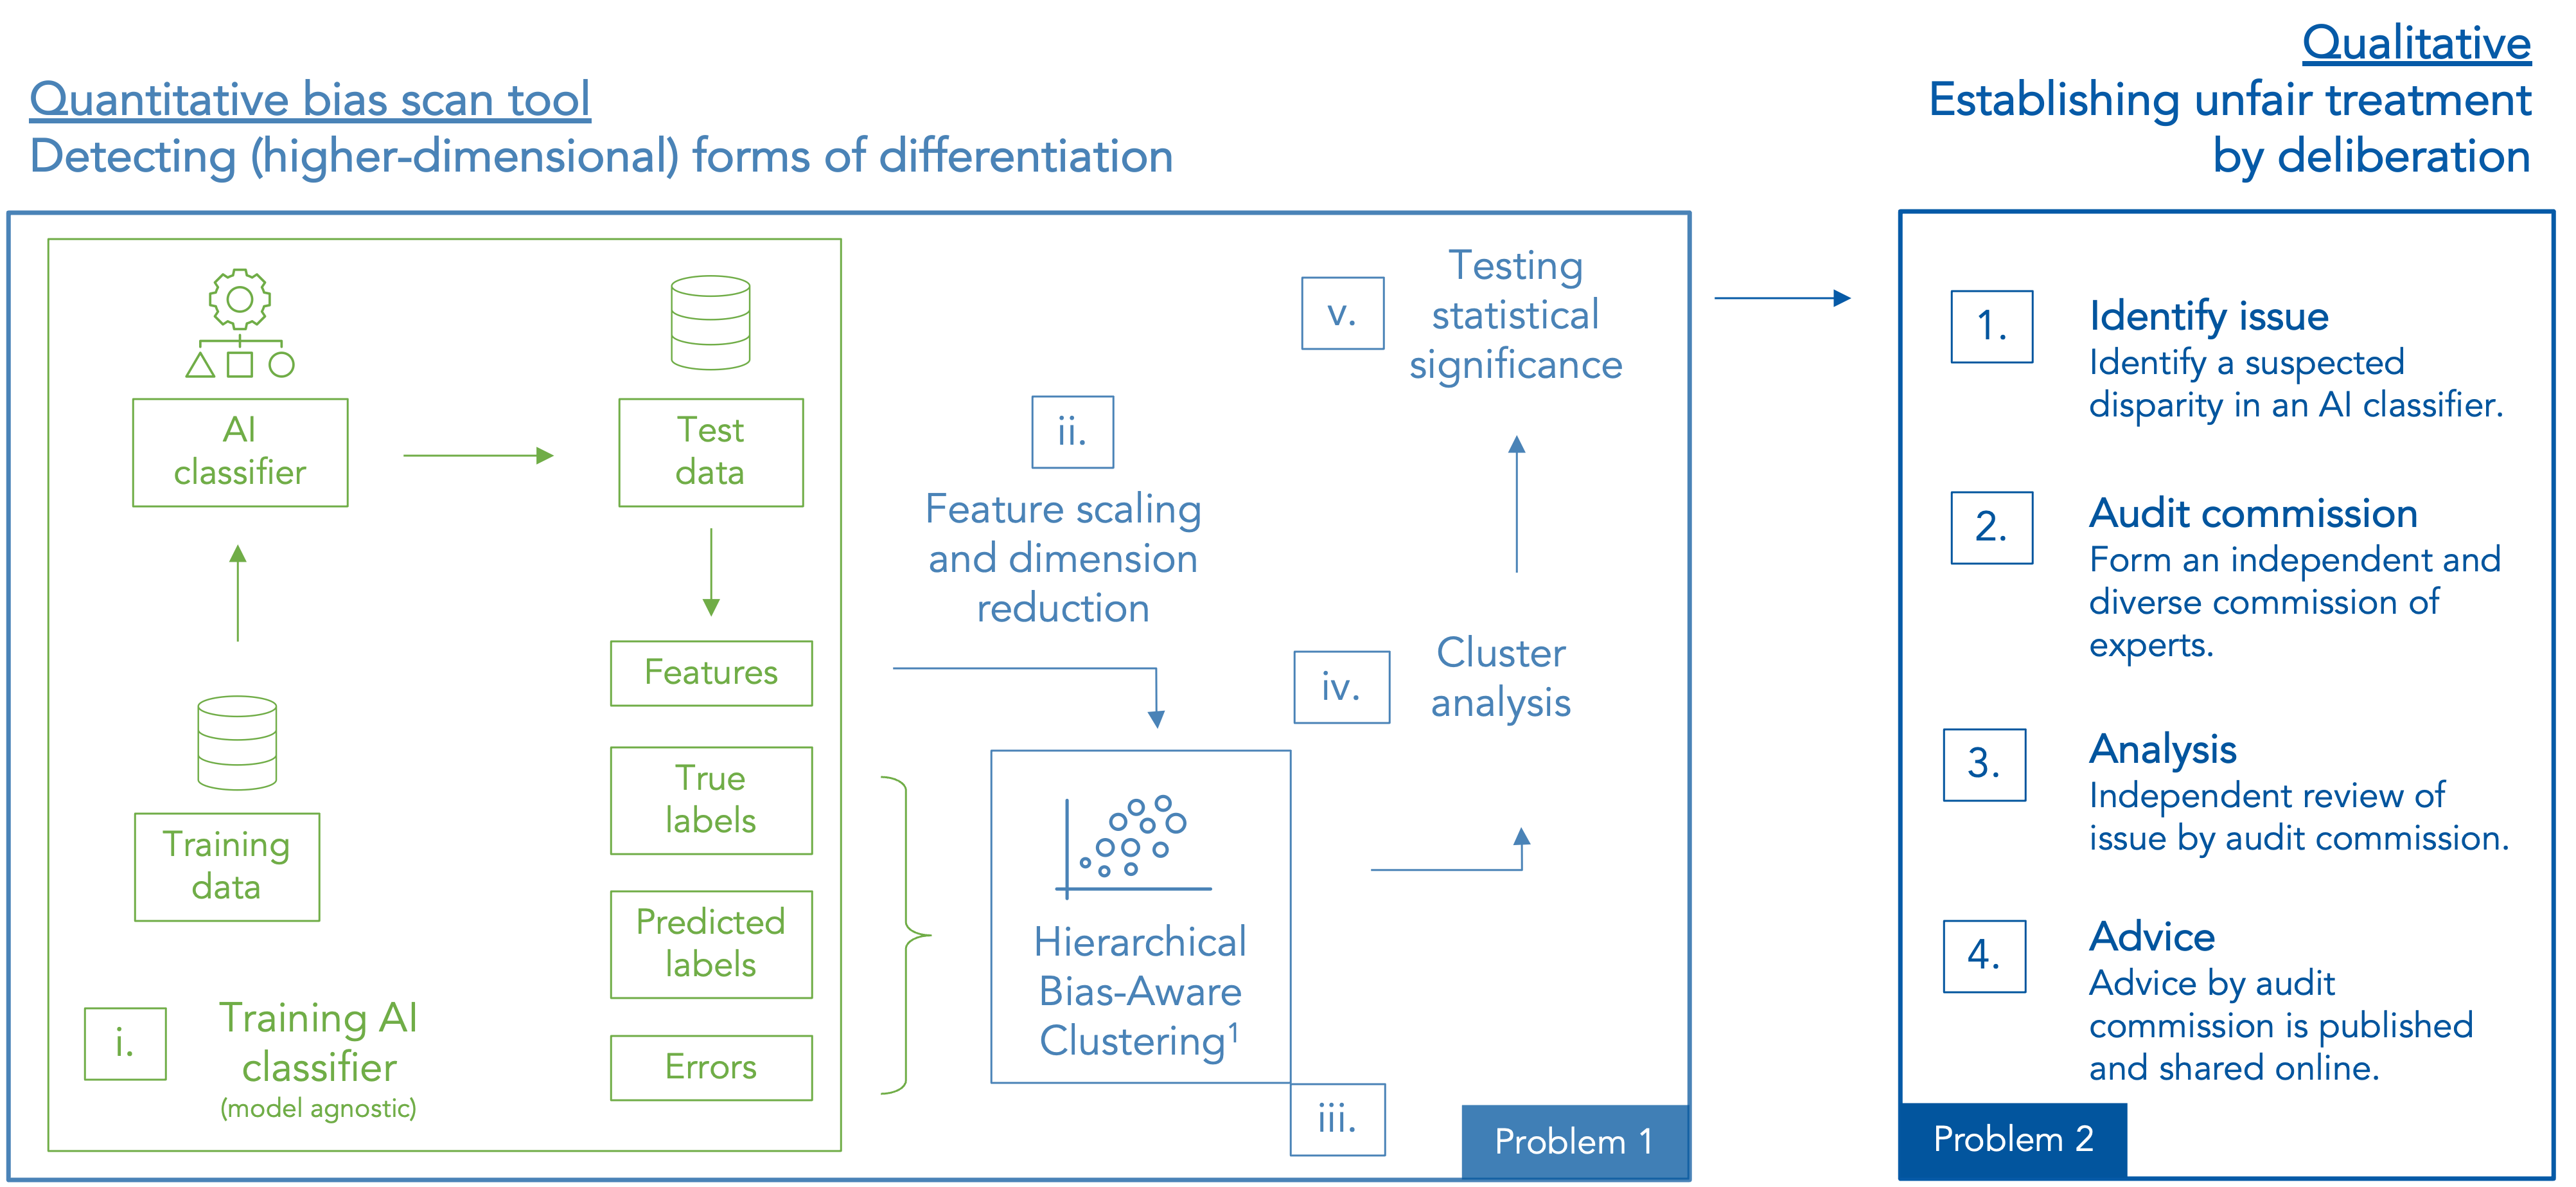 Quantitative bias scan tool
Detecting (higher-dimensional) forms of differentiation
Qualitative
Establishing unfair treatment
by deliberation
AI
classifier
Test
data
Training
data
Features
True
labels
Predicted
labels
Errors
i.
Training AI
classifier
(model agnostic)
ii.
Feature scaling
and dimension
reduction
Hierarchical
Bias-Aware
Clustering¹
iii.
iv.
Cluster
analysis
v.
Testing
statistical
significance
Problem 1
1.
Identify issue
Identify a suspected
disparity in an AI classifier.
2.
Audit commission
Form an independent and
diverse commission of
experts.
3.
Analysis
Independent review of
issue by audit commission.
4.
Advice
Advice by audit
commission is published
and shared online.
Problem 2